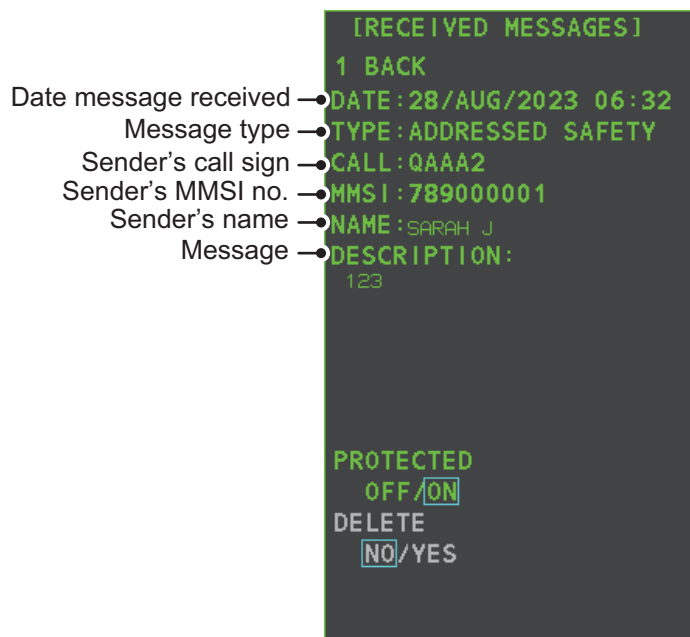 [RECEIVED MESSAGES]
1 BACK
Date message received DATE:28/AUG/2023 06:32
Message type TYPE:ADDRESSED SAFETY
Sender's call sign CALL:QAAA2
Sender's MMSI no. MMSI:789000001
Sender's name NAME:SARAH J
Message DESCRIPTION:
123
PROTECTED
OFF/ON
DELETE
NO/YES